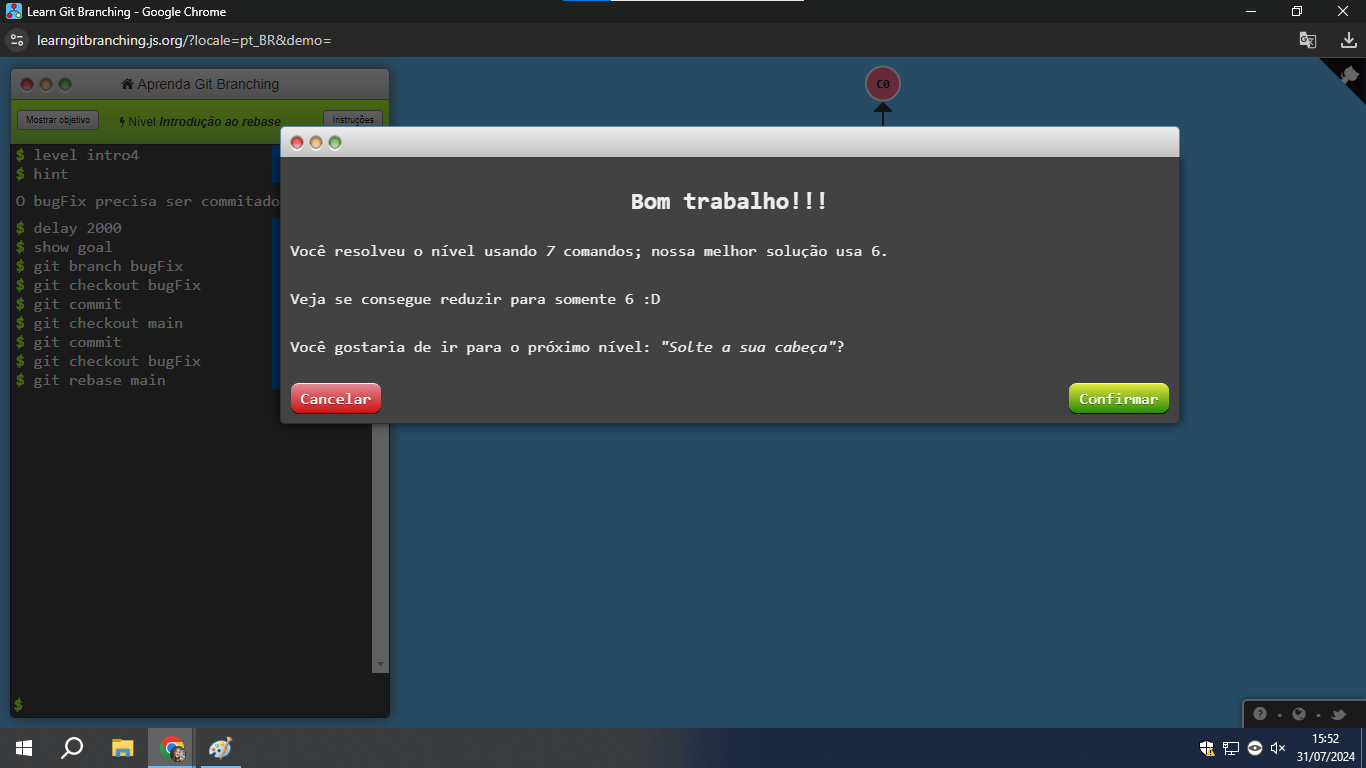 Learn Git Branching - Google Chrome
learngitbranching.js.org/?locale=pt_BR&demo=
Aprenda Git Branching
Mostrar objetivo
Nível Introdução ao rebase
Instruções
$ level intro4
$ hint
O bugFix precisa ser commitado
$ delay 2000
$ show goal
$ git branch bugFix
$ git checkout bugFix
$ git commit
$ git checkout main
$ git commit
$ git checkout bugFix
$ git rebase main
$
C0
Bom trabalho!!!
Você resolveu o nível usando 7 comandos; nossa melhor solução usa 6.
Veja se consegue reduzir para somente 6 :D
Você gostaria de ir para o próximo nível: "Solte a sua cabeça"?
Cancelar
Confirmar
15:52
31/07/2024